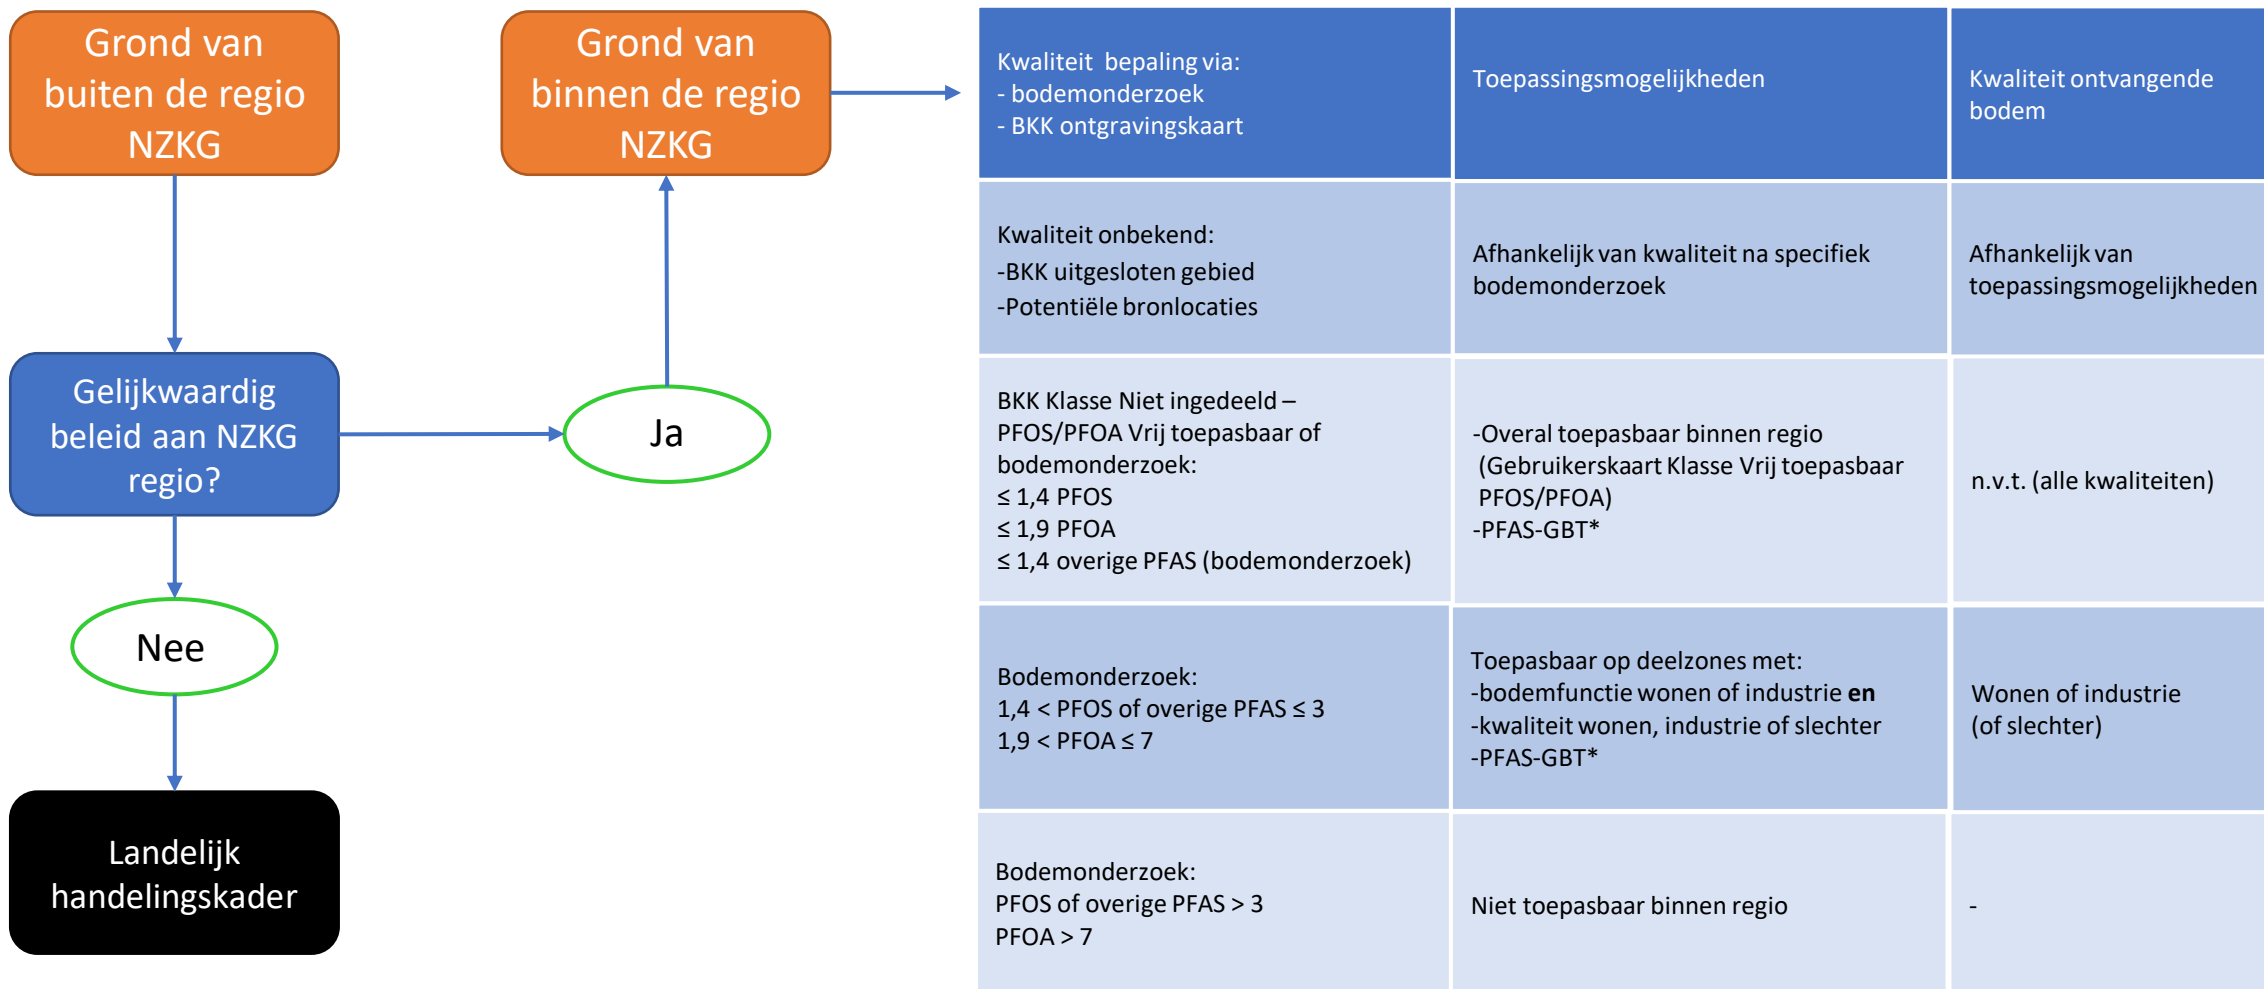 Grond van
buiten de regio
NZKG
Grond van
binnen de regio
NZKG
Gelijkwaardig
beleid aan NZKG
regio?
Ja
Nee
Landelijk
handelingskader
Kwaliteit bepaling via:
- bodemonderzoek
- BKK ontgravingskaart
Toepassingsmogelijkheden
Kwaliteit ontvangende
bodem
Kwaliteit onbekend:
-BKK uitgesloten gebied
-Potentiële bronlocaties
Afhankelijk van kwaliteit na specifiek
bodemonderzoek
Afhankelijk van
toepassingsmogelijkheden
BKK Klasse Niet ingedeeld –
PFOS/PFOA Vrij toepasbaar of
bodemonderzoek:
≤ 1,4 PFOS
≤ 1,9 PFOA
≤ 1,4 overige PFAS (bodemonderzoek)
-Overal toepasbaar binnen regio
(Gebruikerskaart Klasse Vrij toepasbaar
PFOS/PFOA)
-PFAS-GBT*
n.v.t. (alle kwaliteiten)
Bodemonderzoek:
1,4 < PFOS of overige PFAS ≤ 3
1,9 < PFOA ≤ 7
Toepasbaar op deelzones met:
-bodemfunctie wonen of industrie en
-kwaliteit wonen, industrie of slechter
-PFAS-GBT*
Wonen of industrie
(of slechter)
Bodemonderzoek:
PFOS of overige PFAS > 3
PFOA > 7
Niet toepasbaar binnen regio
-